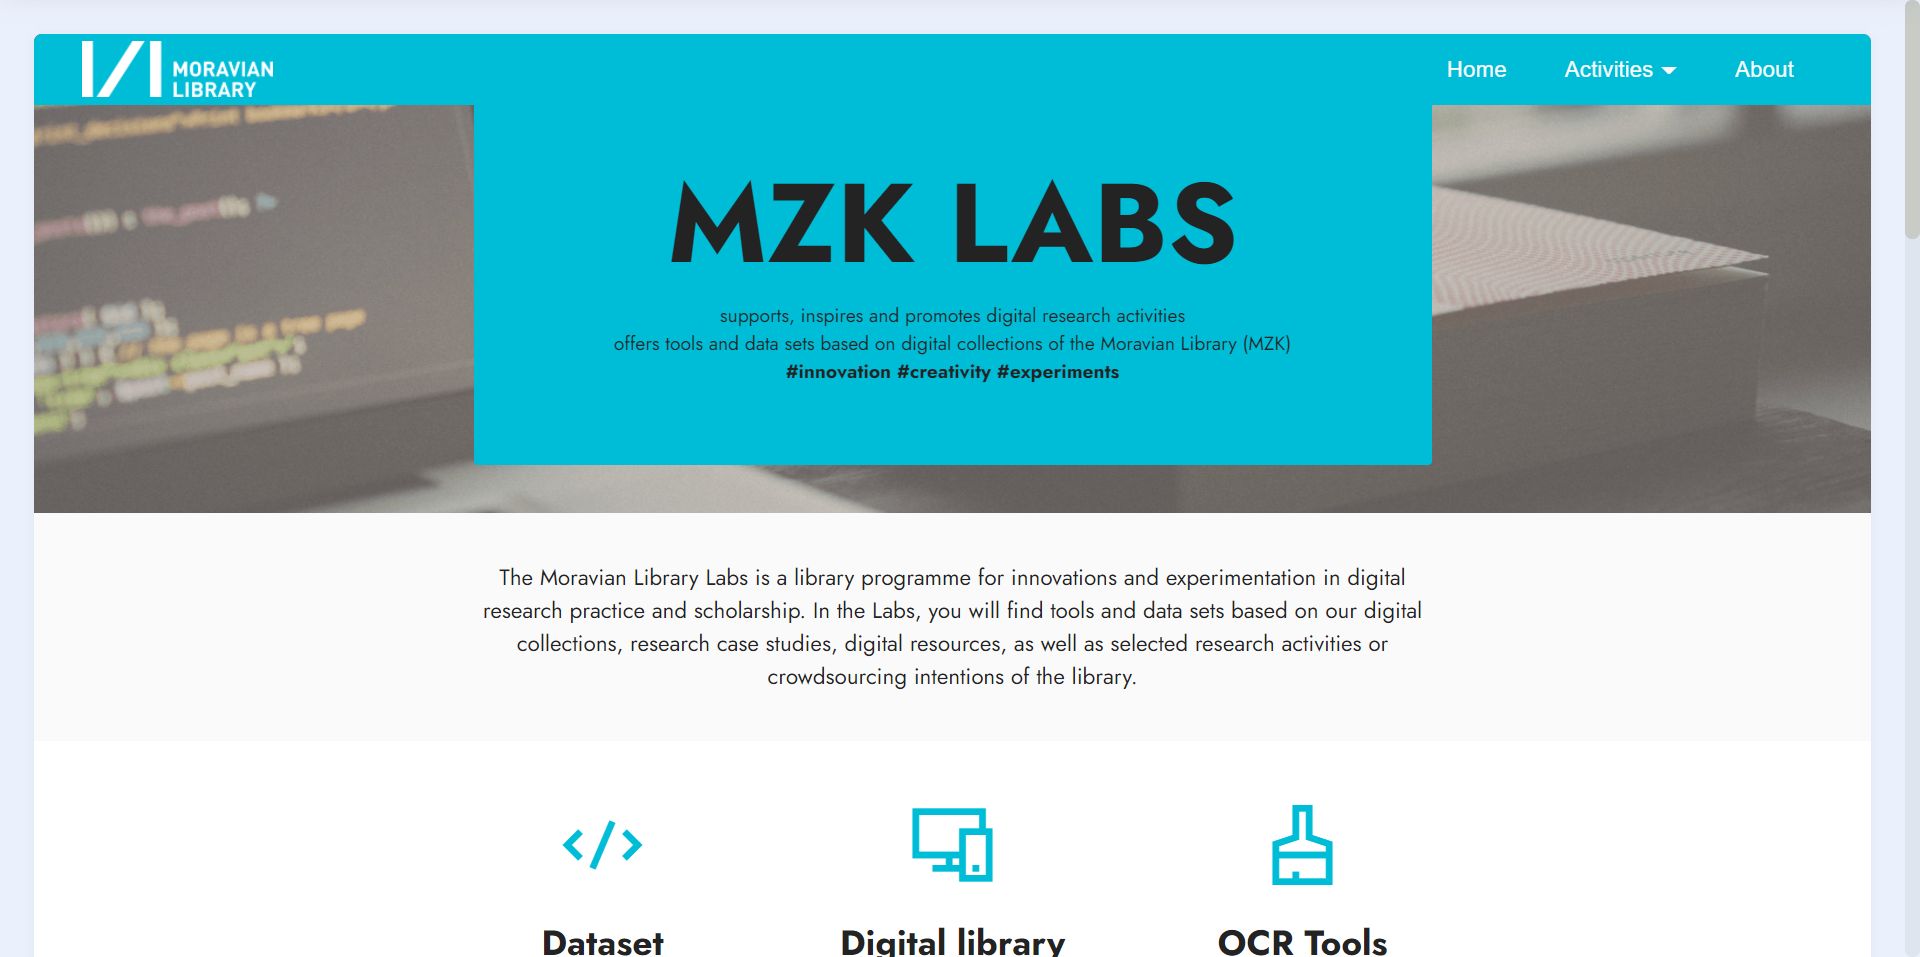 MORAVIAN
LIBRARY
Home
Activities
About
MZK LABS
supports, inspires and promotes digital research activities
offers tools and data sets based on digital collections of the Moravian Library (MZK)
#innovation #creativity #experiments
The Moravian Library Labs is a library programme for innovations and experimentation in digital
research practice and scholarship. In the Labs, you will find tools and data sets based on our digital
collections, research case studies, digital resources, as well as selected research activities or
crowdsourcing intentions of the library.
Dataset
Digital library
OCR Tools